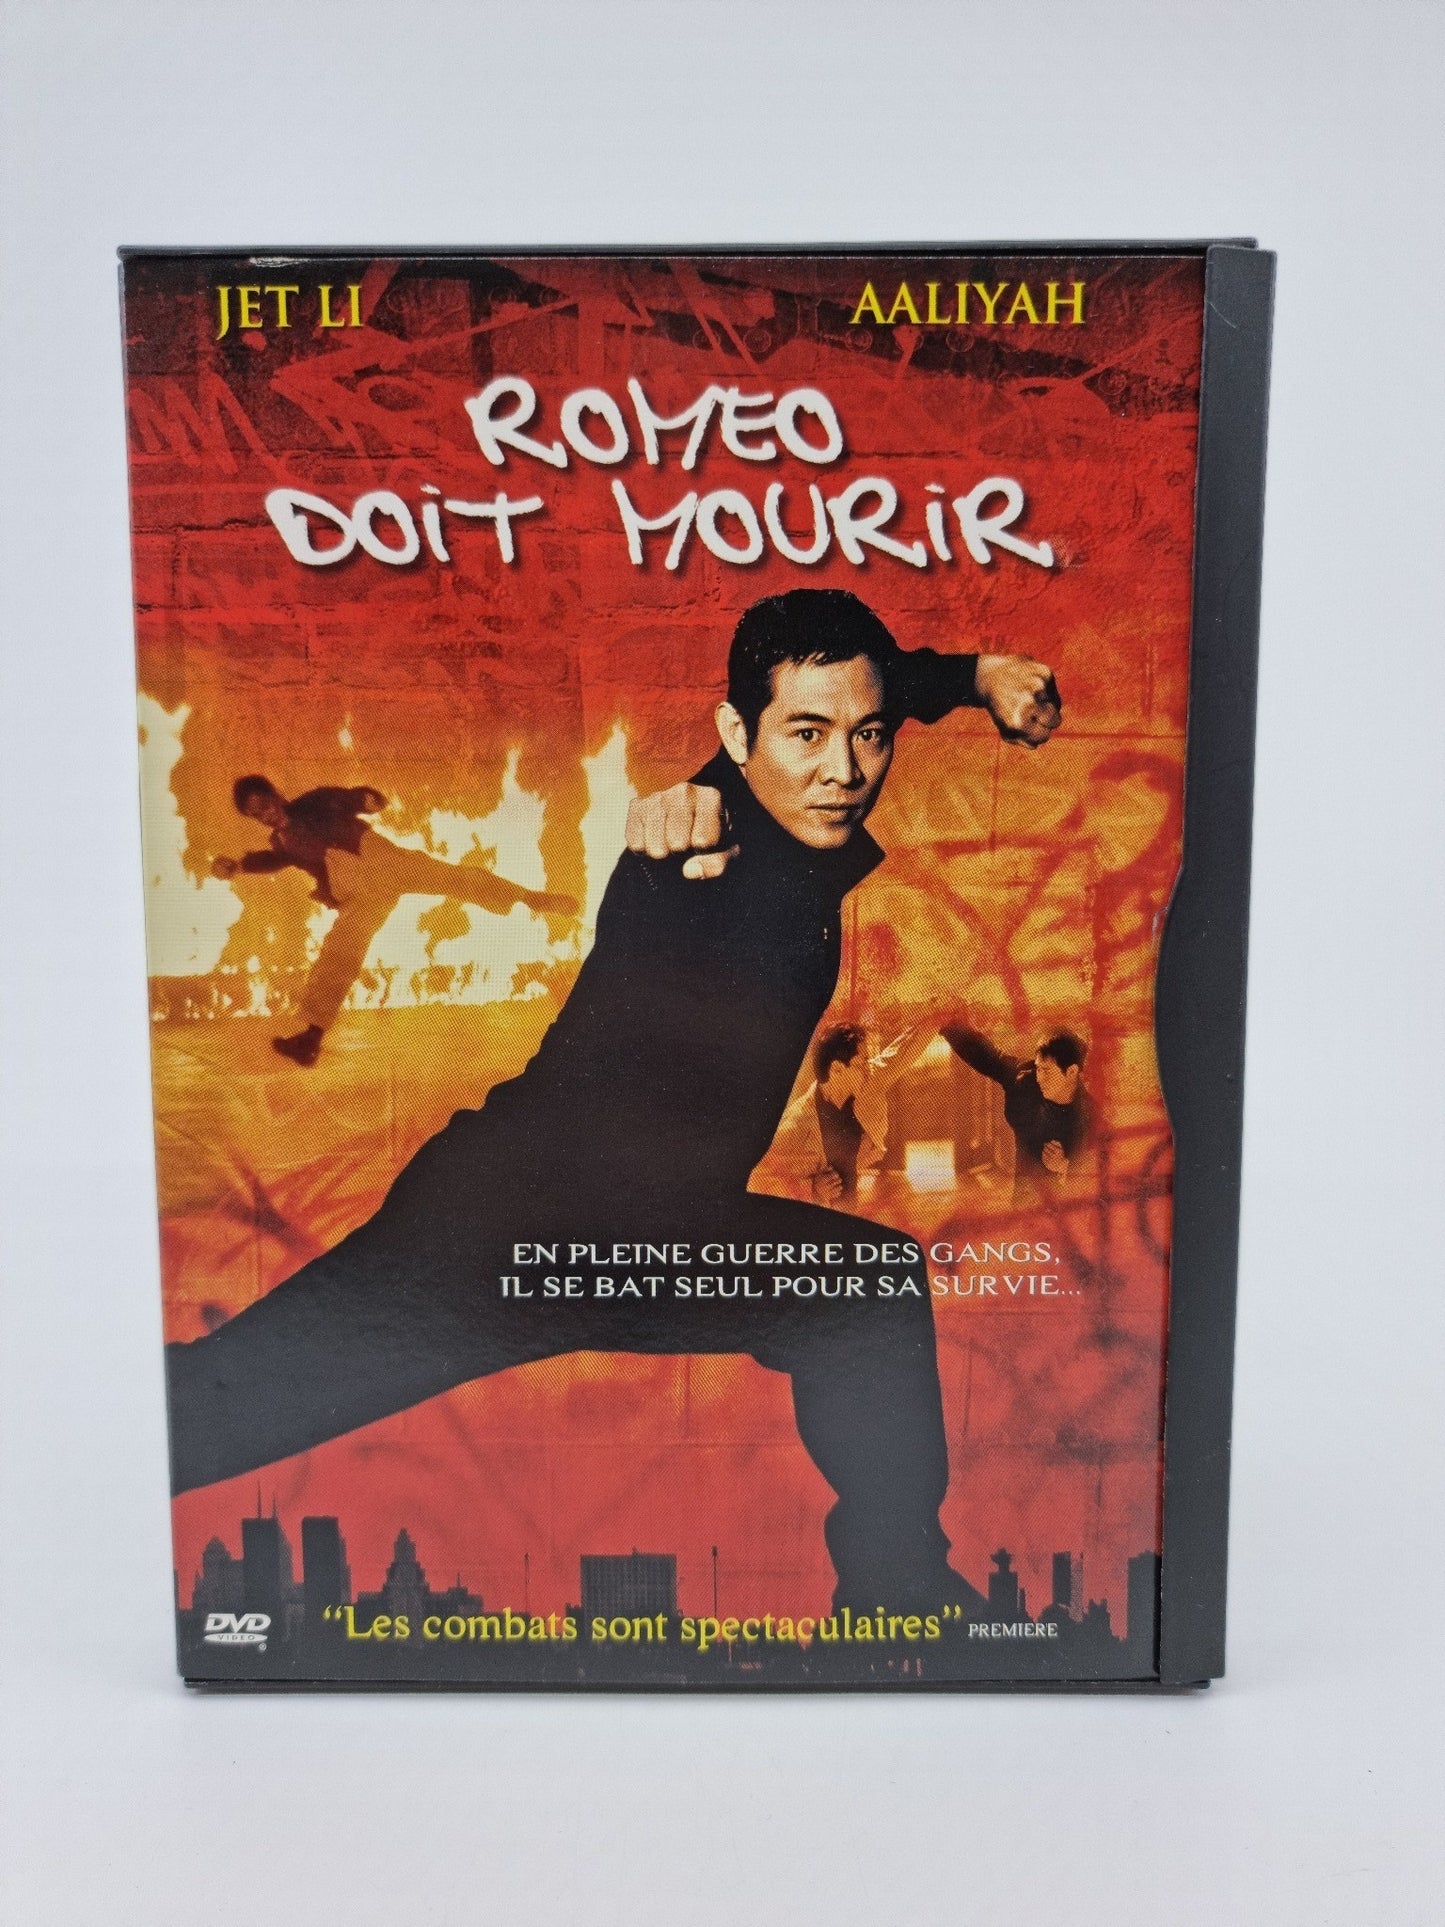 JET LI AALIYAH
ROMEO
DOiT MOURiR
EN PLEINE GUERRE DES GANGS,
IL SE BAT SEUL POUR SA SURVIE...
DVD
VIDEO
"Les combats sont spectaculaires" PREMIERE